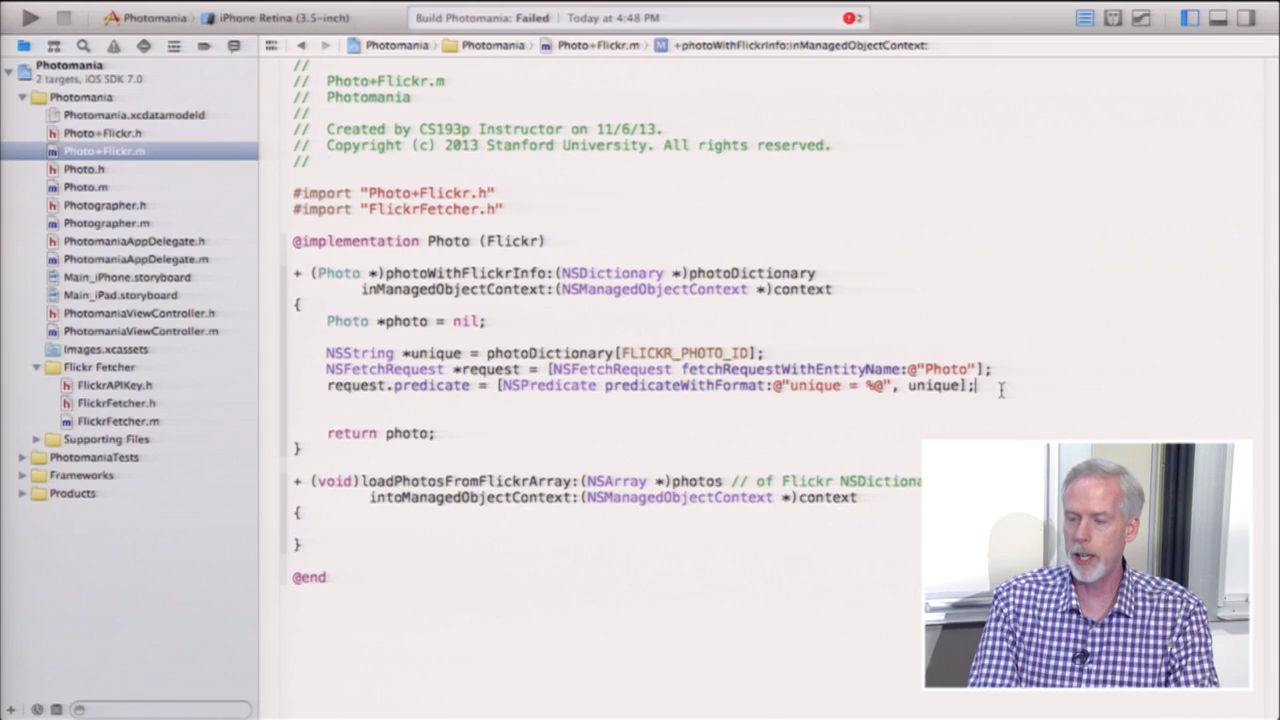 Photomania
iPhone Retina (3.5-inch)
Build Photomania: Failed
Today at 4:48 PM
2
Photomania
Photomania
Photo+Flickr.m
M
+photoWithFlickrInfo:inManagedObjectContext:
Photomania
2 targets, iOS SDK 7.0
Photomania
Photomania.xcdatamodeld
h Photo+Flickr.h
m Photo+Flickr.m
h Photo.h
m Photo.m
h Photographer.h
m Photographer.m
h PhotomaniaAppDelegate.h
m PhotomaniaAppDelegate.m
Main_iPhone.storyboard
Main_iPad.storyboard
h PhotomaniaViewController.h
m PhotomaniaViewController.m
Images.xcassets
Flickr Fetcher
h FlickrAPIKey.h
h FlickrFetcher.h
m FlickrFetcher.m
Supporting Files
PhotomaniaTests
Frameworks
Products
//
// Photo+Flickr.m
// Photomania
//
// Created by CS193p Instructor on 11/6/13.
// Copyright (c) 2013 Stanford University. All rights reserved.
//
#import "Photo+Flickr.h"
#import "FlickrFetcher.h"
@implementation Photo (Flickr)
+ (Photo *)photoWithFlickrInfo:(NSDictionary *)photoDictionary
inManagedObjectContext:(NSManagedObjectContext *)context
{
Photo *photo = nil;
NSString *unique = photoDictionary[FLICKR_PHOTO_ID];
NSFetchRequest *request = [NSFetchRequest fetchRequestWithEntityName:@"Photo"];
request.predicate = [NSPredicate predicateWithFormat:@"unique = %@", unique];
return photo;
}
+ (void)loadPhotosFromFlickrArray:(NSArray *)photos // of Flickr NSDictiona
intoManagedObjectContext:(NSManagedObjectContext *)context
{
}
@end